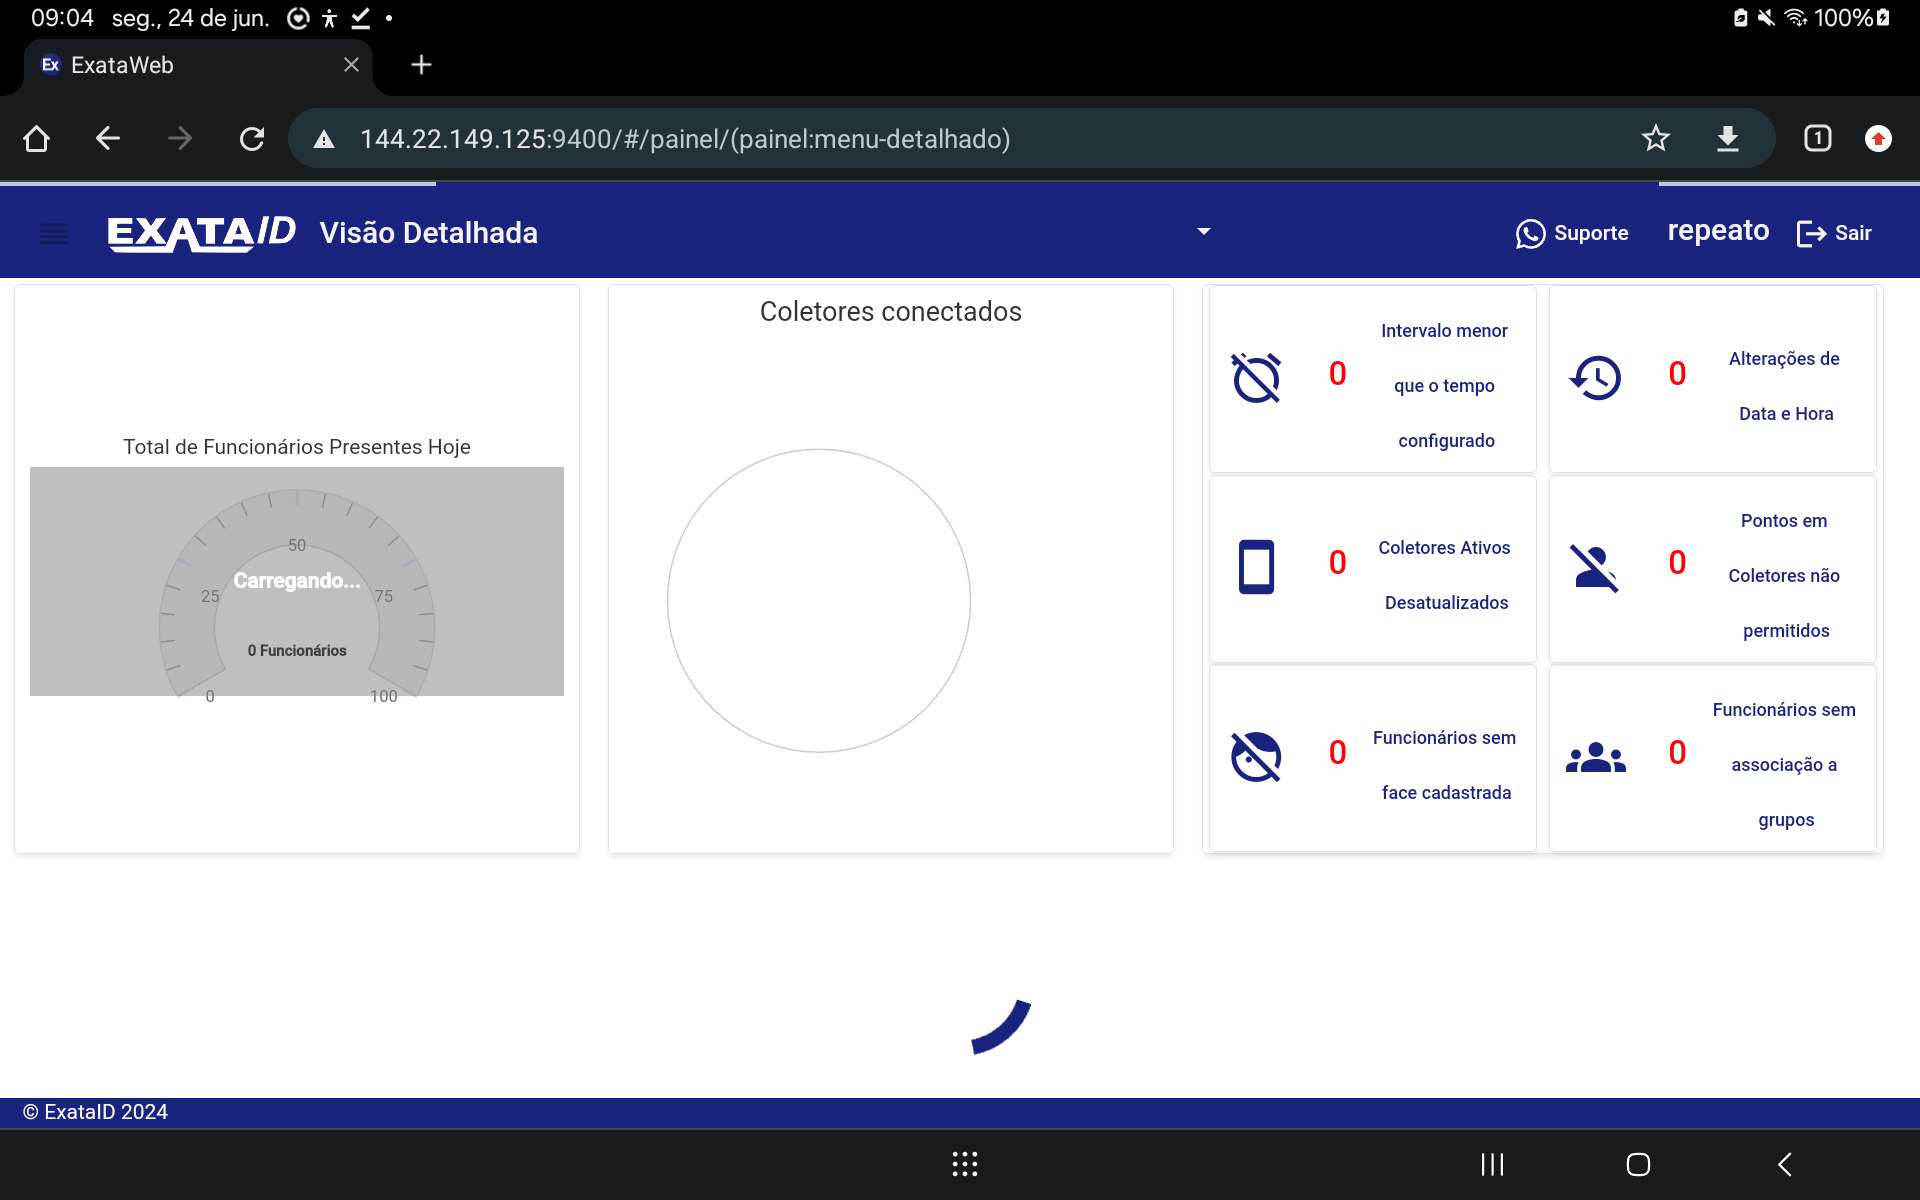 09:04 seg., 24 de jun.
100%
Ex ExataWeb
144.22.149.125:9400/#/painel/(painel:menu-detalhado)
1
EXATAID Visão Detalhada
Suporte
repeato
Sair
Total de Funcionários Presentes Hoje
50
Carregando...
25
75
0 Funcionários
0
100
Coletores conectados
0
Intervalo menor
que o tempo
configurado
0
Alterações de
Data e Hora
0
Coletores Ativos
Desatualizados
0
Pontos em
Coletores não
permitidos
0
Funcionários sem
face cadastrada
0
Funcionários sem
associação a
grupos
© ExataID 2024